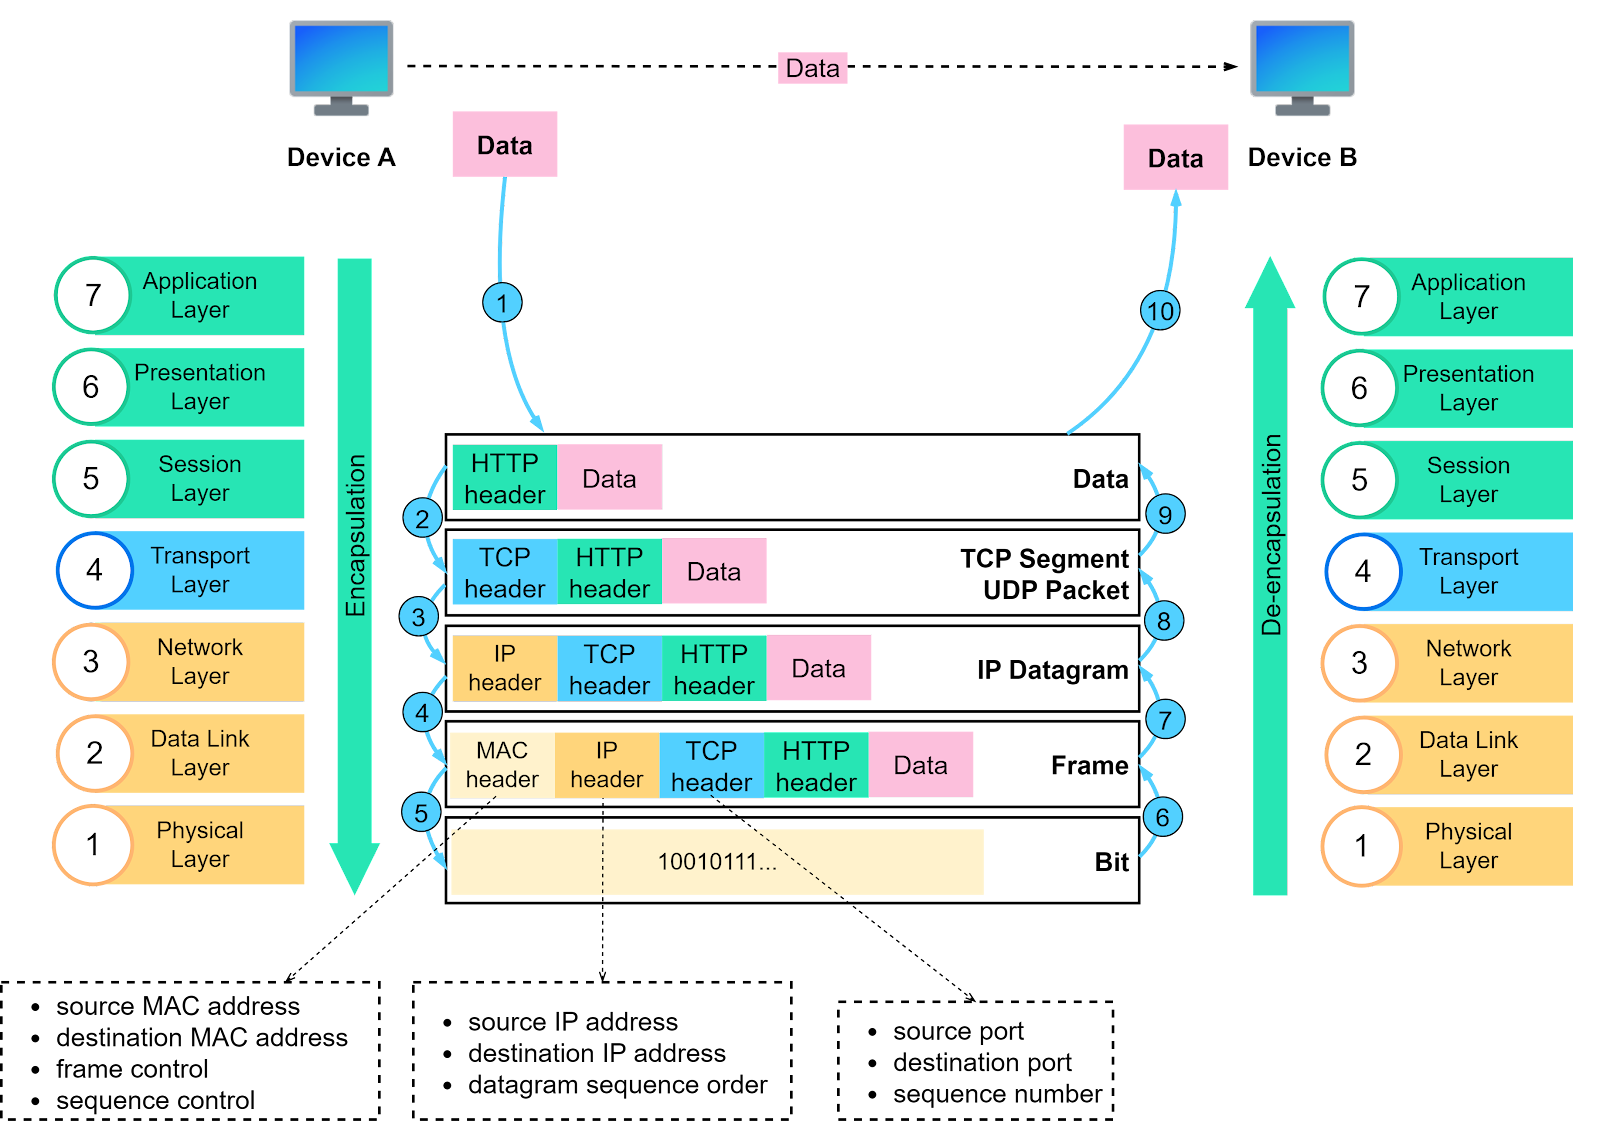 Data
Device A
Data
Data
Device B
7
Application
Layer
6
Presentation
Layer
5
Session
Layer
4
Transport
Layer
3
Network
Layer
2
Data Link
Layer
1
Physical
Layer
Encapsulation
1
2
3
4
5
HTTP
header
Data
Data
TCP
header
HTTP
header
Data
TCP Segment
UDP Packet
IP
header
TCP
header
HTTP
header
Data
IP Datagram
MAC
header
IP
header
TCP
header
HTTP
header
Data
Frame
10010111...
Bit
6
7
8
9
10
De-encapsulation
7
Application
Layer
6
Presentation
Layer
5
Session
Layer
4
Transport
Layer
3
Network
Layer
2
Data Link
Layer
1
Physical
Layer
• source MAC address
• destination MAC address
• frame control
• sequence control
• source IP address
• destination IP address
• datagram sequence order
• source port
• destination port
• sequence number